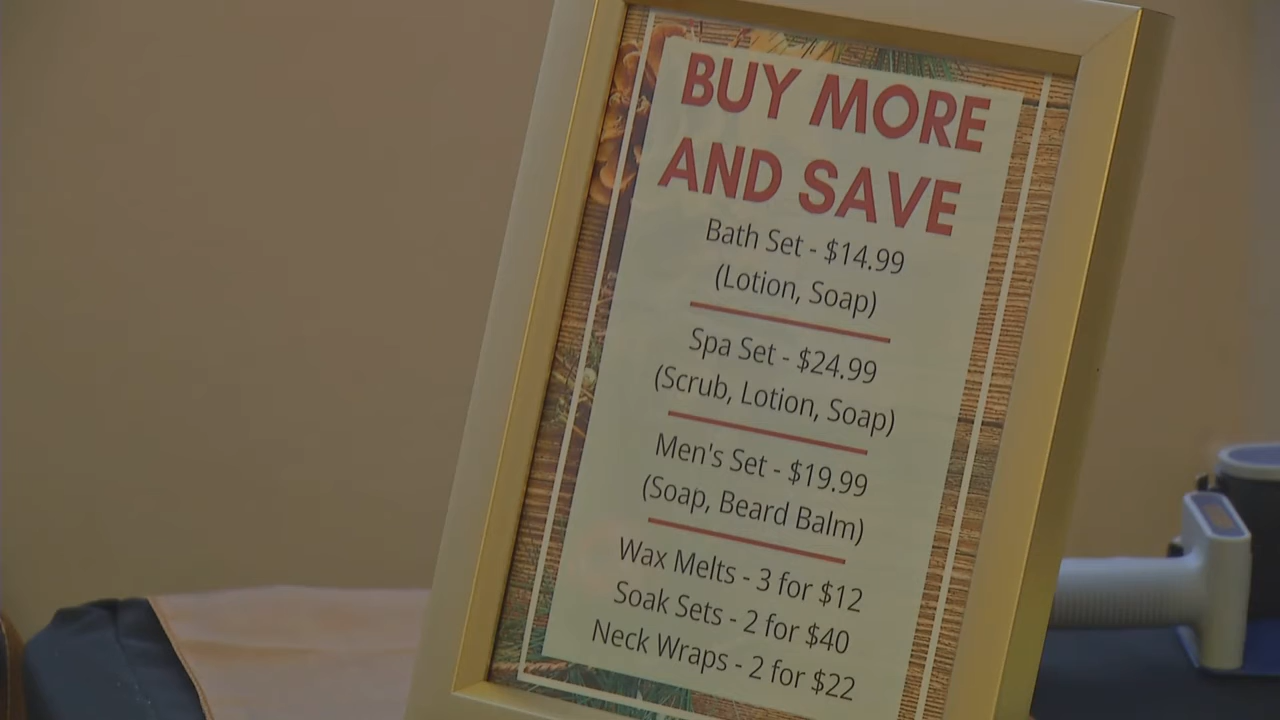 BUY MORE
AND SAVE
Bath Set - $14.99
(Lotion, Soap)
Spa Set - $24.99
(Scrub, Lotion, Soap)
Men's Set - $19.99
(Soap, Beard Balm)
Wax Melts - 3 for $12
Soak Sets - 2 for $40
Neck Wraps - 2 for $22